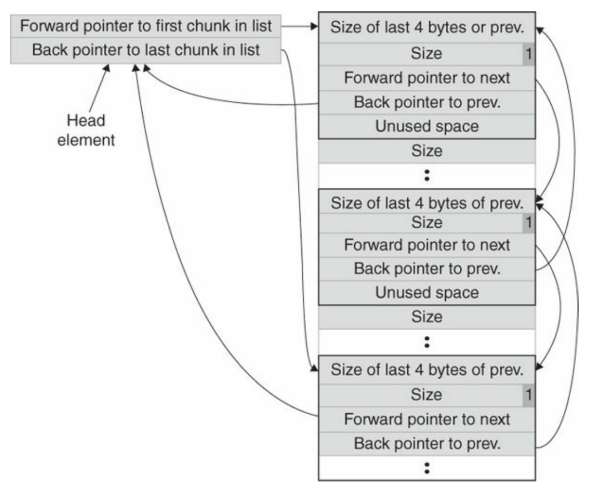 Forward pointer to first chunk in list
Back pointer to last chunk in list
Head
element
Size of last 4 bytes or prev.
Size 1
Forward pointer to next
Back pointer to prev.
Unused space
Size
:
Size of last 4 bytes of prev.
Size 1
Forward pointer to next
Back pointer to prev.
Unused space
Size
:
Size of last 4 bytes of prev.
Size 1
Forward pointer to next
Back pointer to prev.
: